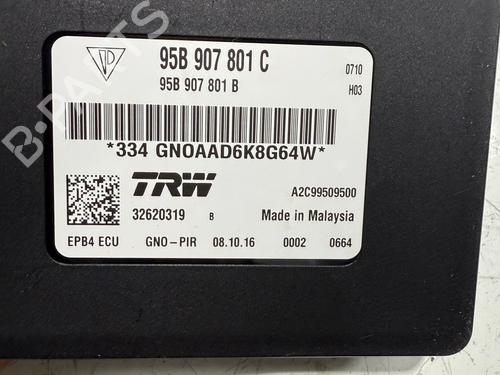 95B 907 801 C 0710
95B 907 801 B H03
*334 GNOAAD6K8G64W*
TRW A2C99509500
32620319 B Made in Malaysia
EPB4 ECU GNO-PIR 08.10.16 0002 0664
B-PARTS